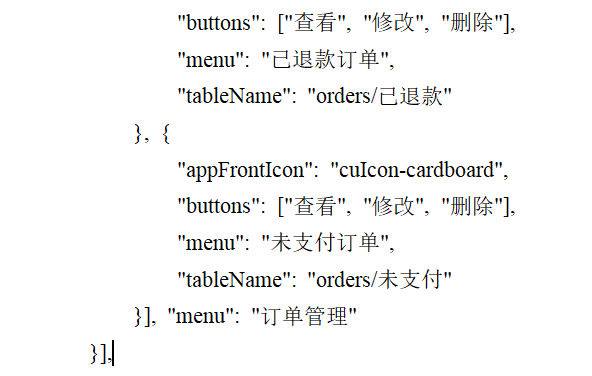 "buttons": ["查看", "修改", "删除"],
"menu": "已退款订单",
"tableName": "orders/已退款"
}, {
"appFrontIcon": "cuIcon-cardboard",
"buttons": ["查看", "修改", "删除"],
"menu": "未支付订单",
"tableName": "orders/未支付"
}], "menu": "订单管理"
}],